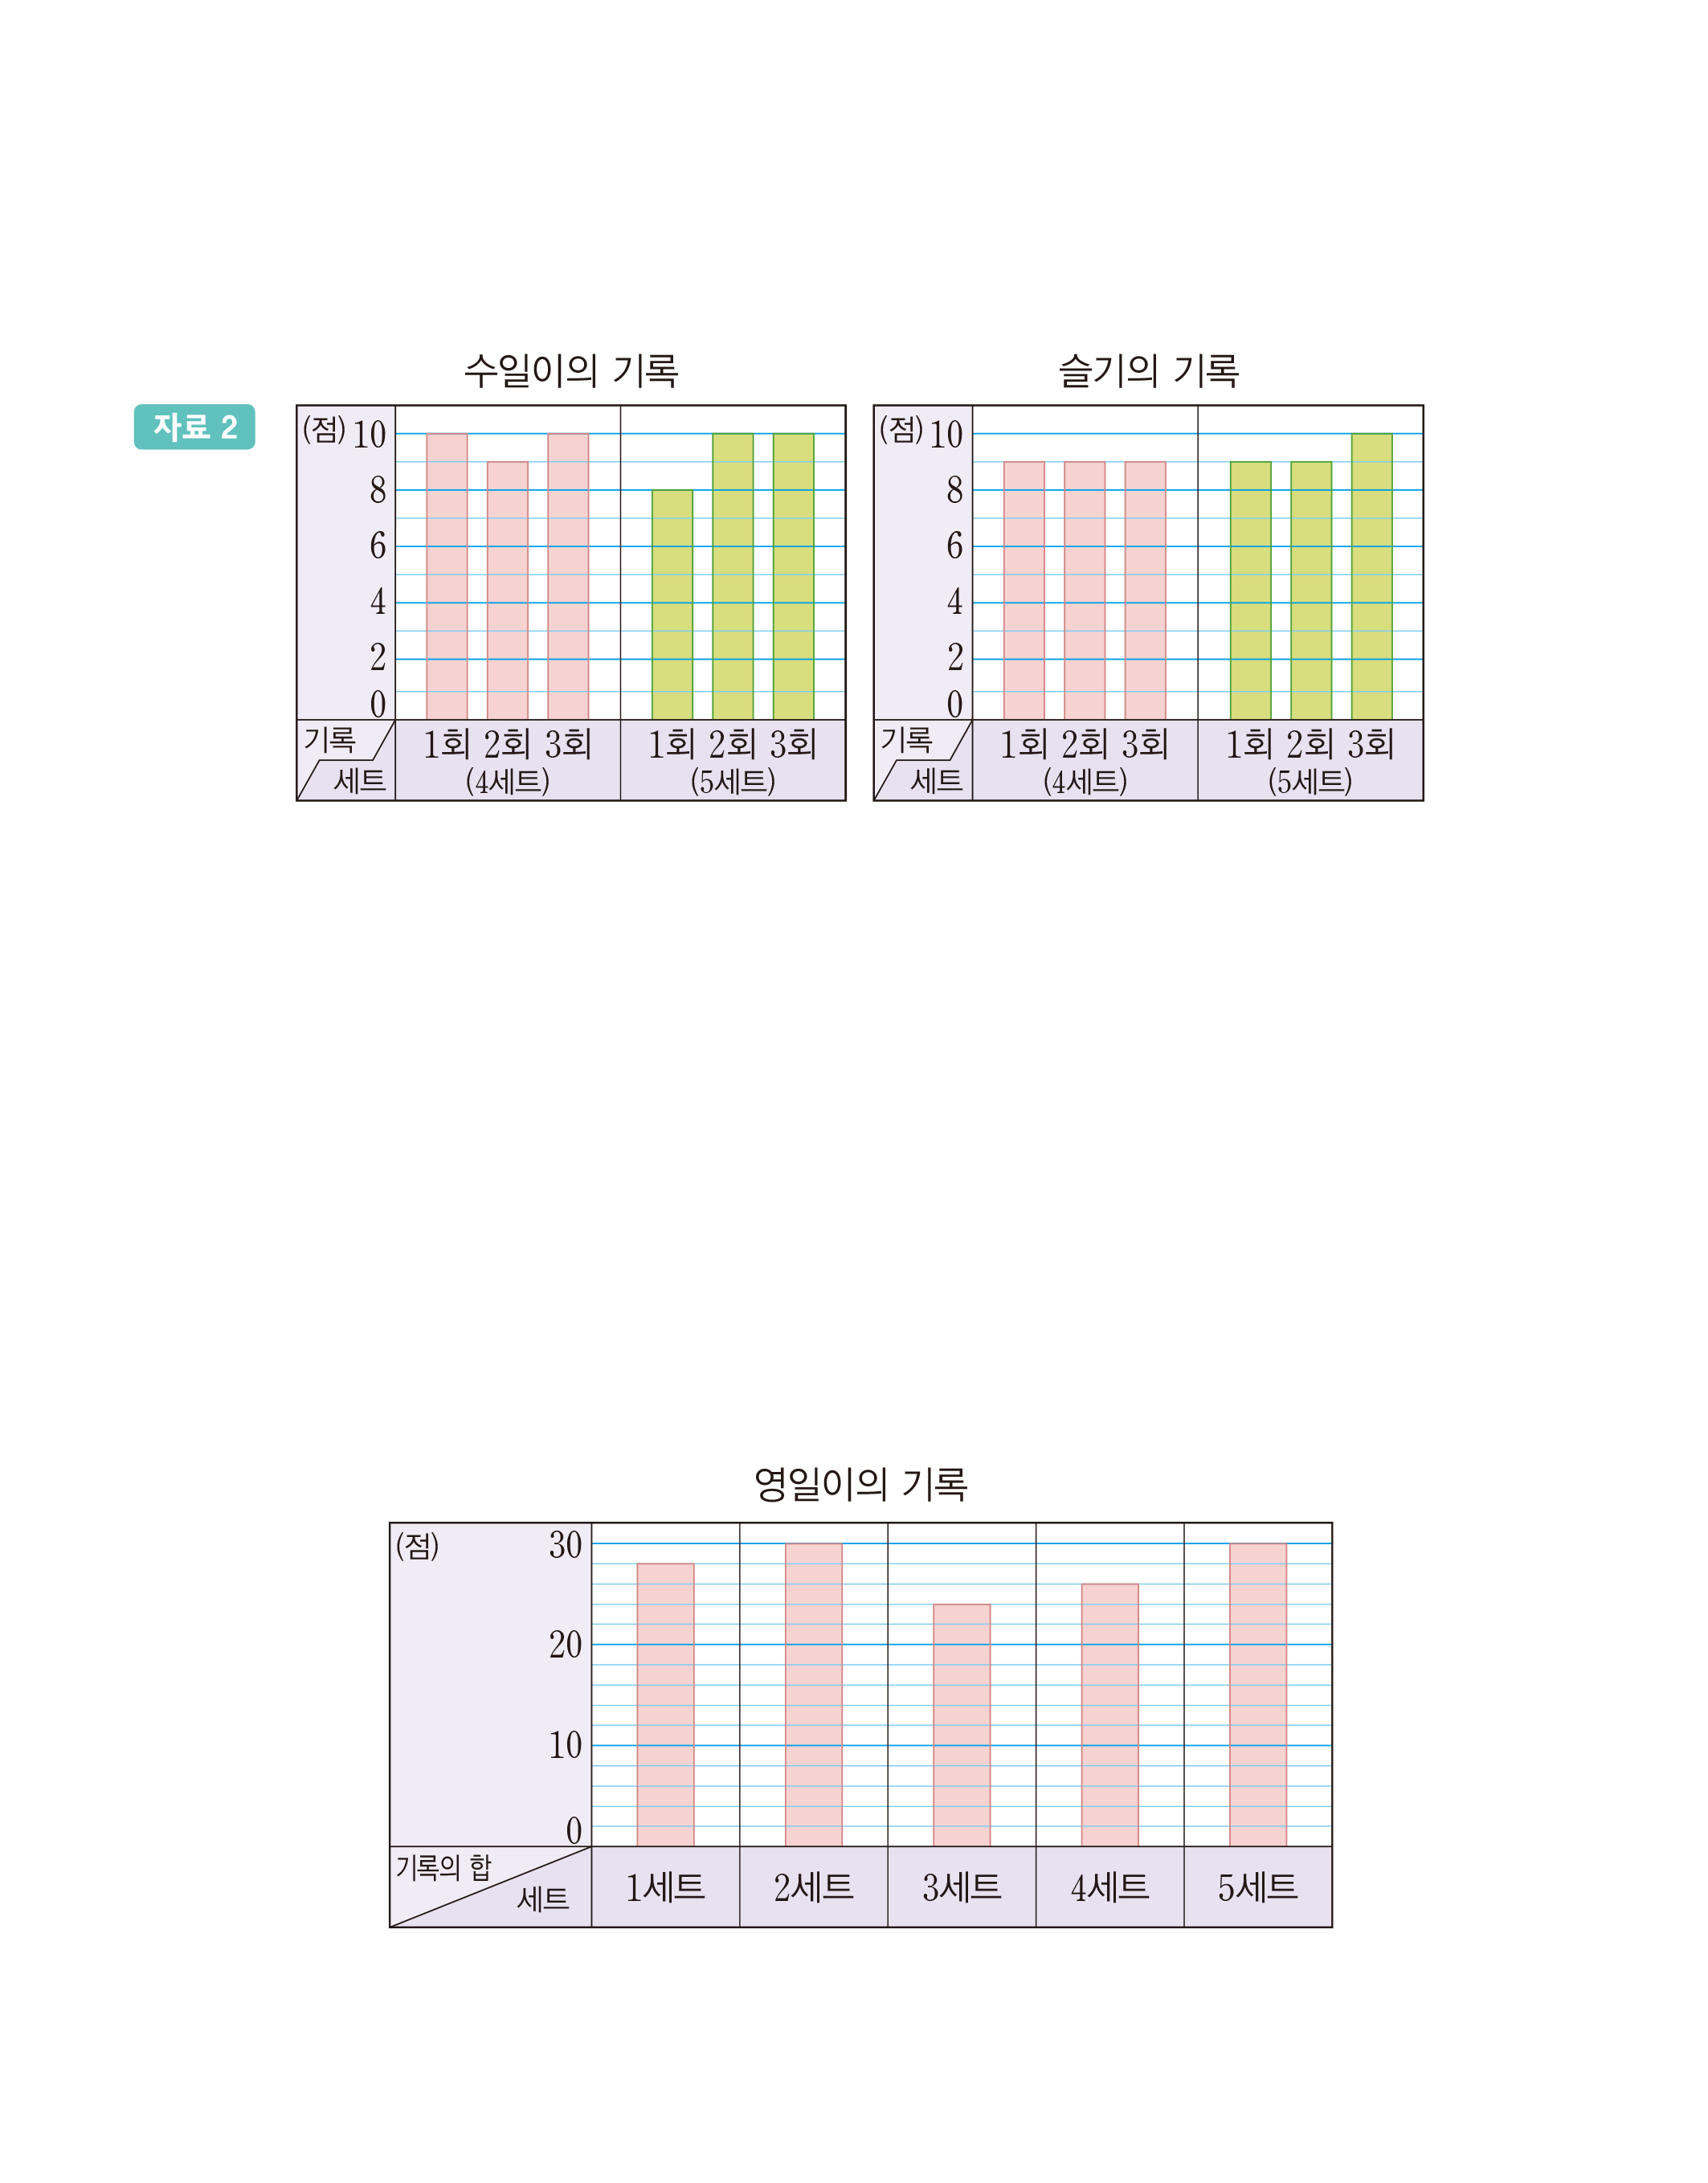 수일이의 기록
슬기의 기록
자료 2
(점) 10
8
6
4
2
0
기록
세트
1회 2회 3회
(4세트)
1회 2회 3회
(5세트)
(점) 10
8
6
4
2
0
기록
세트
1회 2회 3회
(4세트)
1회 2회 3회
(5세트)
영일이의 기록
(점) 30
20
10
0
기록의 합
세트
1세트 2세트 3세트 4세트 5세트